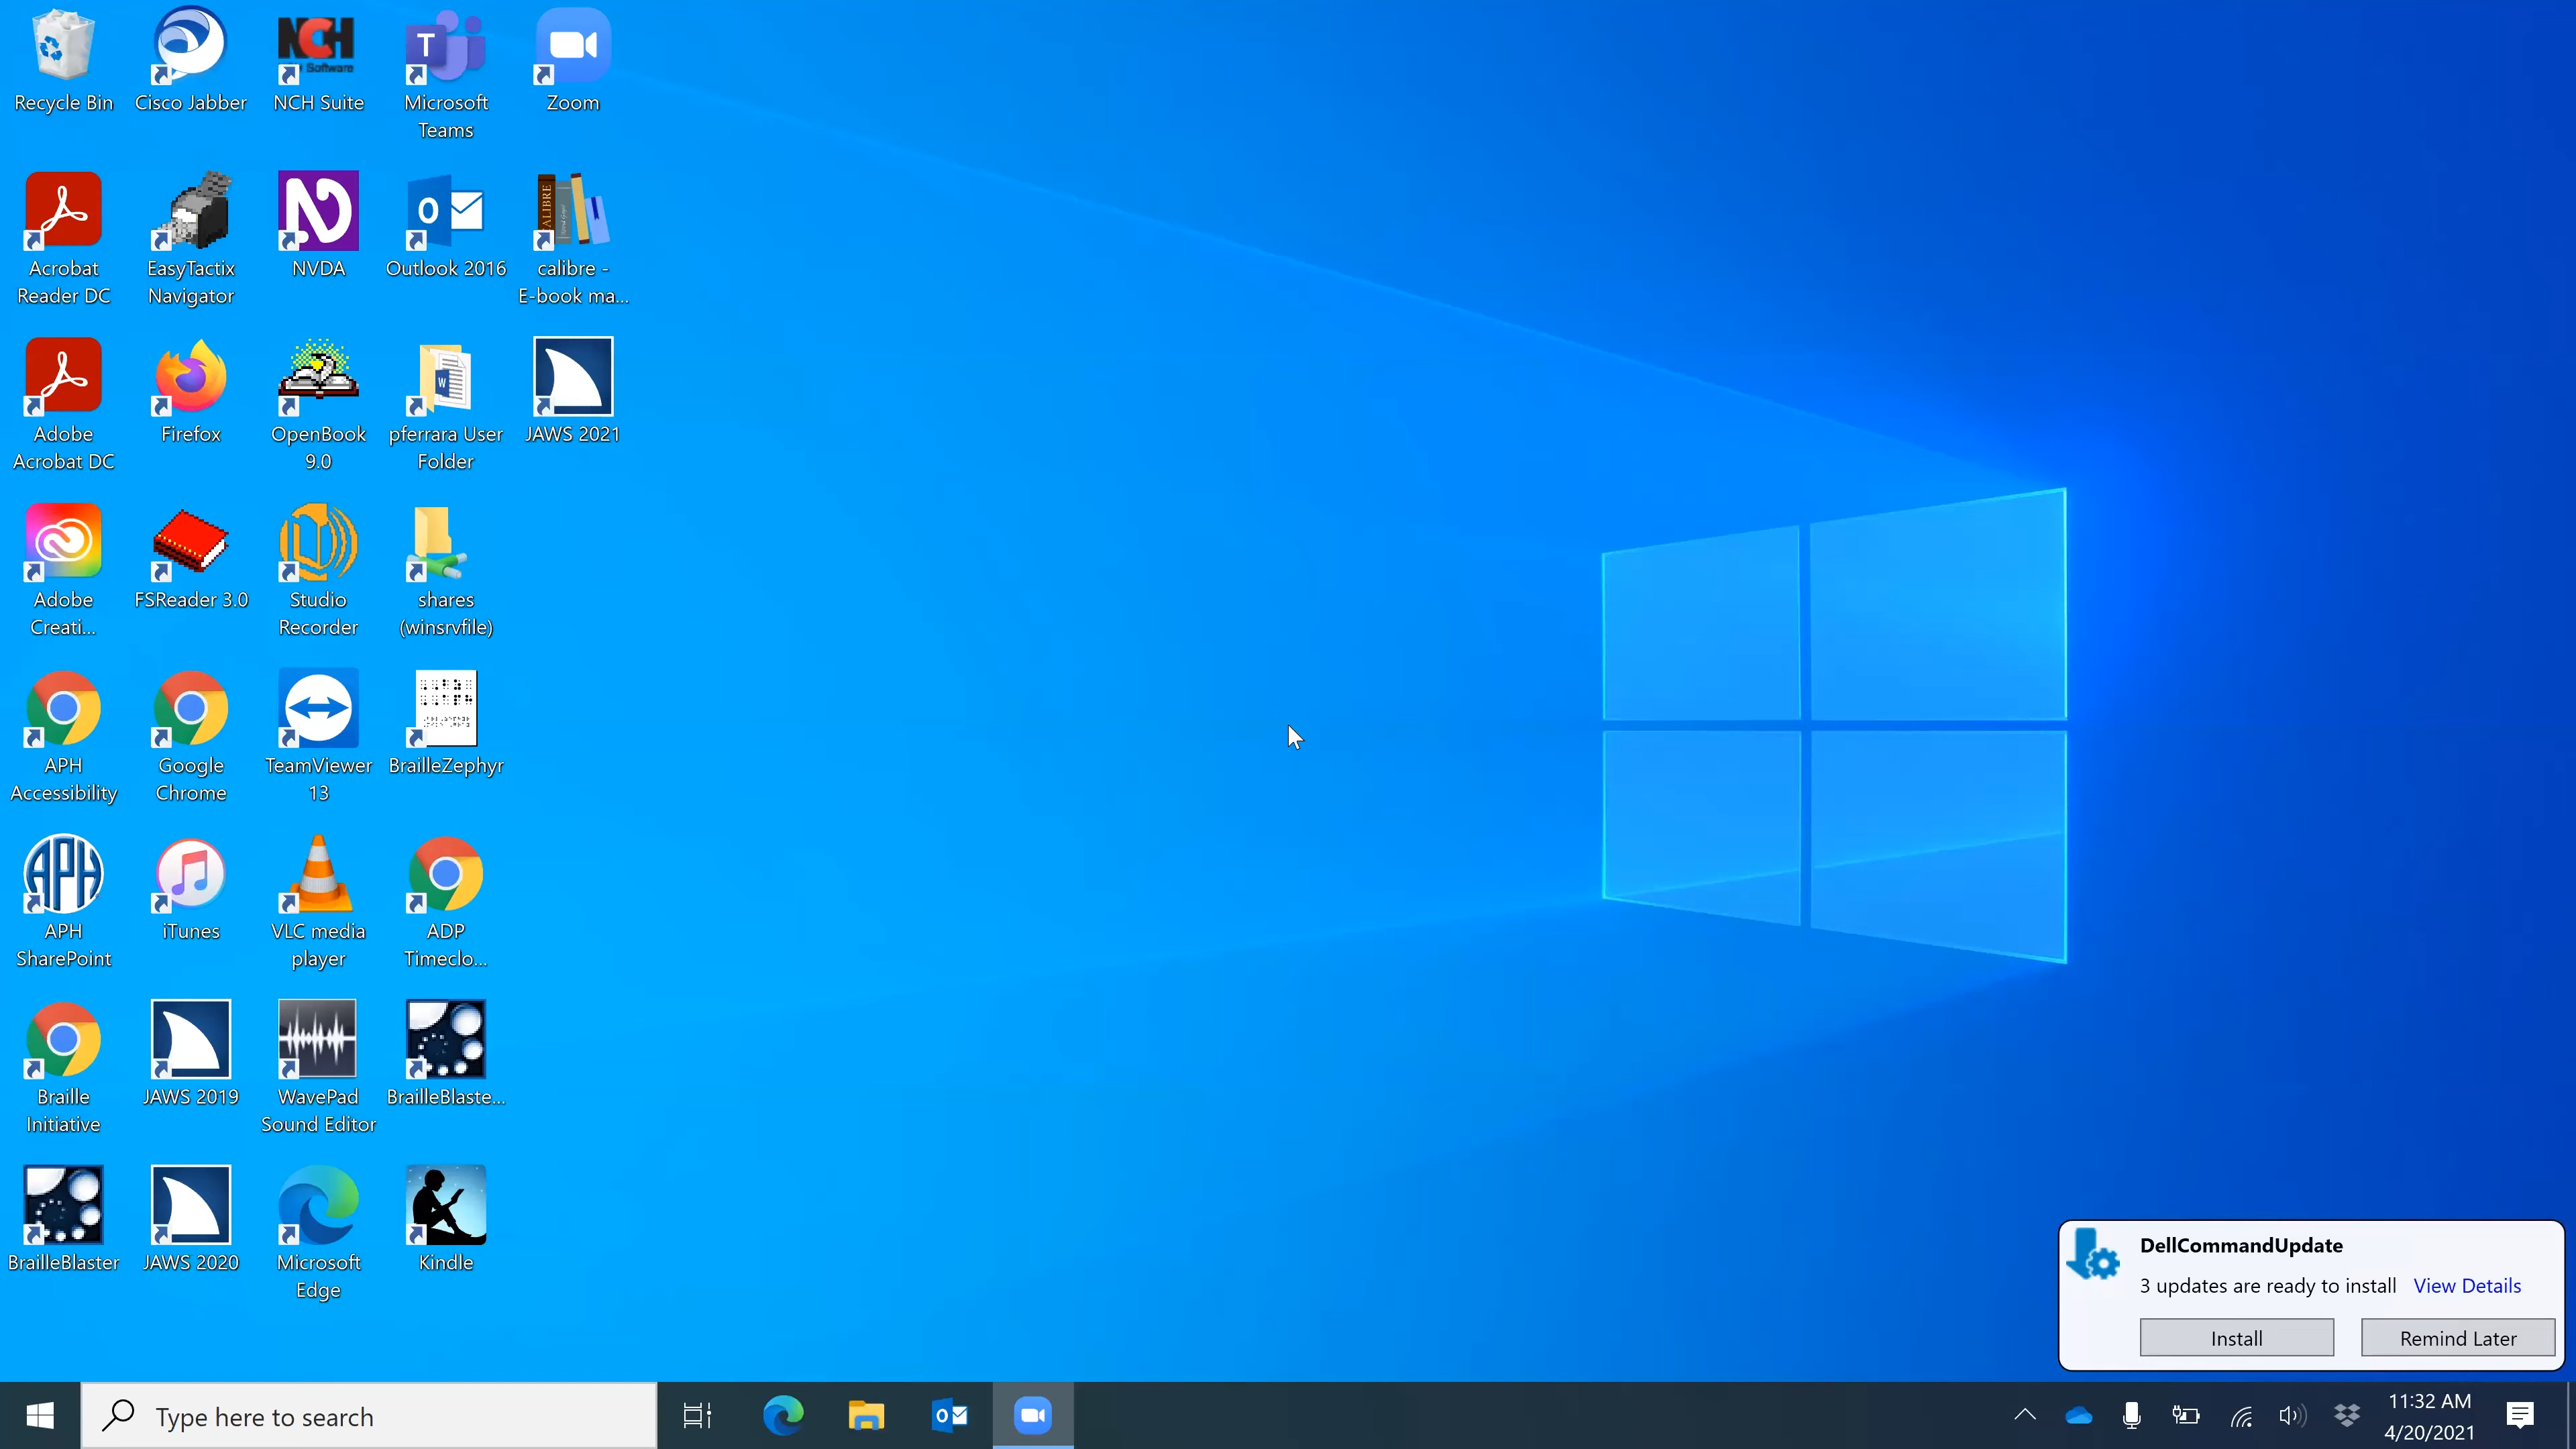 Recycle Bin
Cisco Jabber
NCH
Software
NCH Suite
T
Microsoft
Teams
Zoom
Acrobat
Reader DC
EasyTactix
Navigator
NVDA
O
Outlook 2016
CALIBRE
calibre -
E-book ma...
Adobe
Acrobat DC
Firefox
OpenBook
9.0
W
pferrara User
Folder
JAWS 2021
Adobe
Creati...
FSReader 3.0
Studio
Recorder
shares
(winsrvfile)
APH
Accessibility
Google
Chrome
TeamViewer
13
BrailleZephyr
APH
APH
SharePoint
iTunes
VLC media
player
ADP
Timeclo...
Braille
Initiative
JAWS 2019
WavePad
Sound Editor
BrailleBlaste...
BrailleBlaster
JAWS 2020
Microsoft
Edge
Kindle
DellCommandUpdate
3 updates are ready to install View Details
Install
Remind Later
Type here to search
O
11:32 AM
4/20/2021